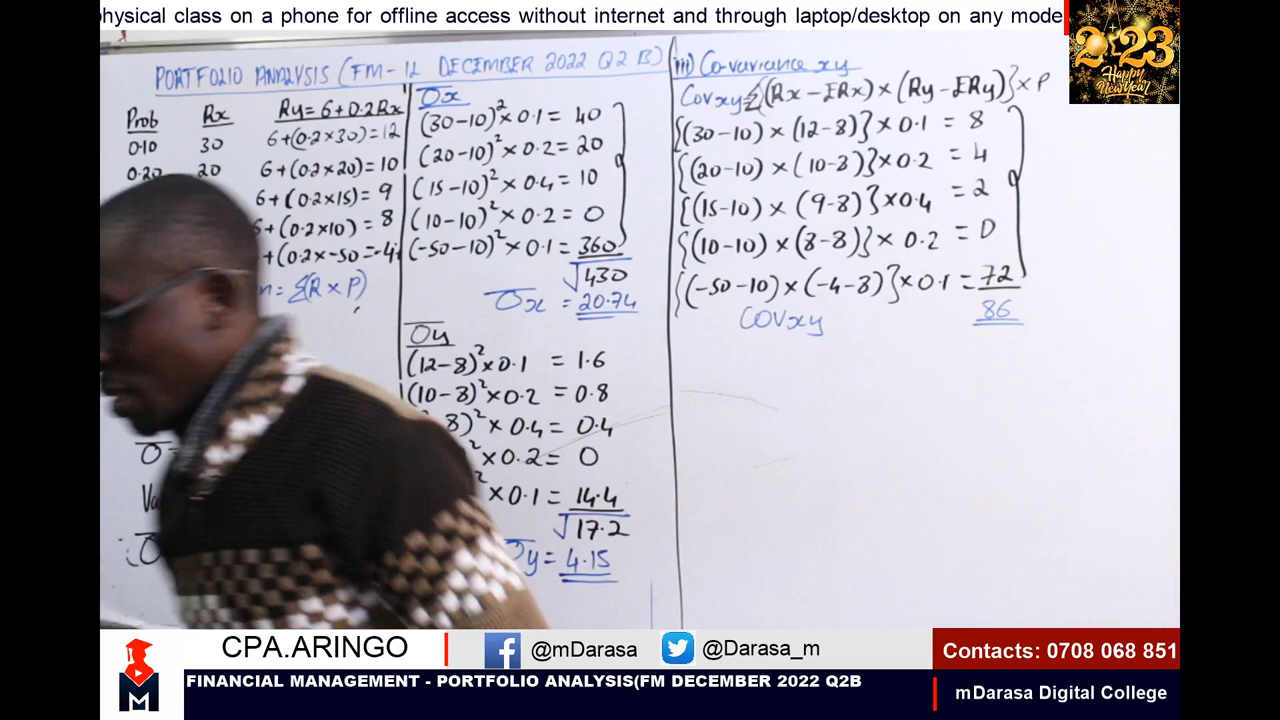 physical class on a phone for offline access without internet and through laptop/desktop on any mode
2023
Happy
New Year
PORTFOLIO ANALYSIS (FM-12 DECEMBER 2022 Q2 B)
Prob Rx Ry = 6+0.2Rx
0.10 30 6+(0.2×30)=12
0.20 20 6+(0.2×20)=10
6+(0.2×15)=9
6+(0.2×10)=8
+(0.2×-50=-4
n = Σ(R×P)
σx
(30-10)²×0.1 = 40
(20-10)²×0.2 = 20
(15-10)²×0.4 = 10
(10-10)²×0.2 = 0
(-50-10)²×0.1 = 360
√430
σx = 20.74
σy
(12-8)²×0.1 = 1.6
(10-8)²×0.2 = 0.8
8)²×0.4 = 0.4
²×0.2 = 0
²×0.1 = 14.4
√17.2
σy = 4.15
iii) Co-variance xy
Covxy=Σ{(Rx-ERx)×(Ry-ERy)}×P
{(30-10)×(12-8)}×0.1 = 8
{(20-10)×(10-8)}×0.2 = 4
{(15-10)×(9-8)}×0.4 = 2
{(10-10)×(8-8)}×0.2 = 0
{(-50-10)×(-4-8)}×0.1 = 72
COVxy 86
σ
Va
σ
CPA.ARINGO
@mDarasa
@Darasa_m
Contacts: 0708 068 851
M
FINANCIAL MANAGEMENT - PORTFOLIO ANALYSIS(FM DECEMBER 2022 Q2B
mDarasa Digital College